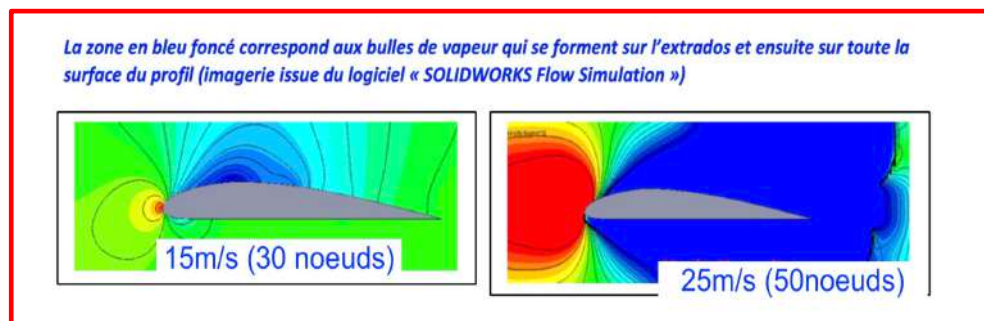 La zone en bleu foncé correspond aux bulles de vapeur qui se forment sur l'extrados et ensuite sur toute la
surface du profil (imagerie issue du logiciel « SOLIDWORKS Flow Simulation »)
15m/s (30 noeuds)
25m/s (50noeuds)